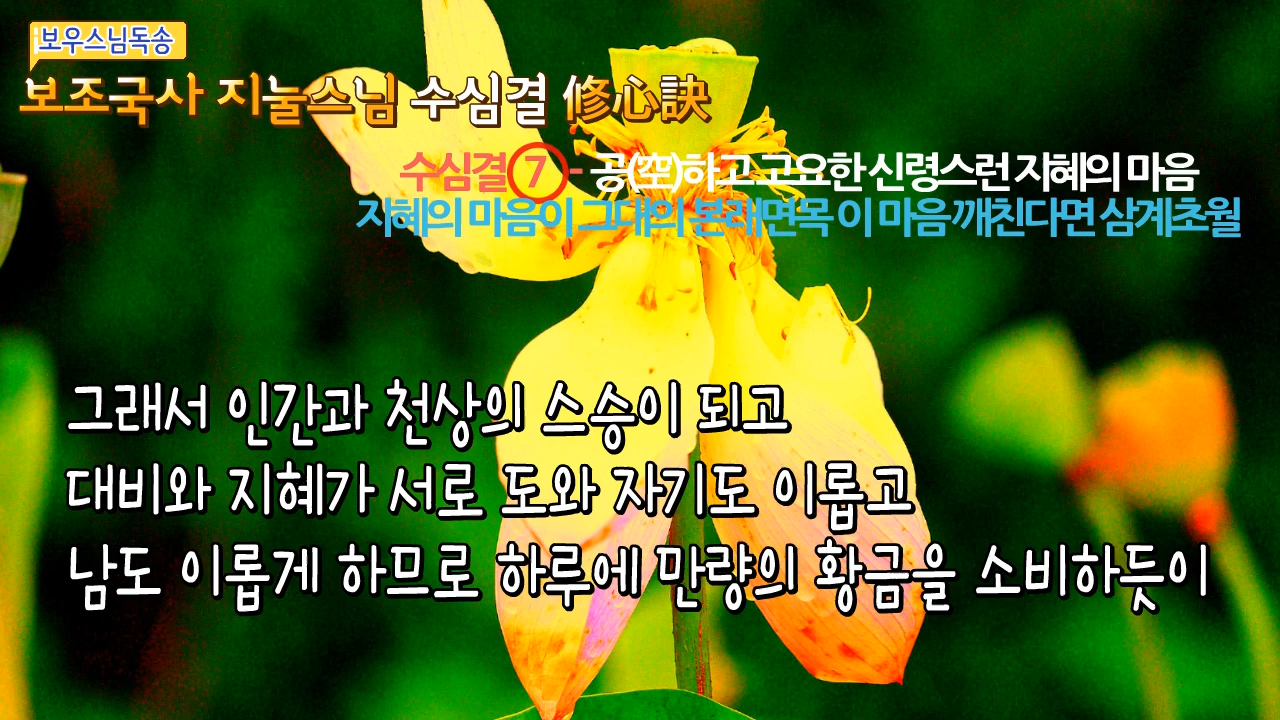 보우스님독송
보조국사 지눌스님 수심결 修心訣
수심결⑦- 공(空)하고 고요한 신령스런 지혜의 마음
지혜의 마음이 그대의 본래면목 이 마음 깨친다면 삼계초월
그래서 인간과 천상의 스승이 되고
대비와 지혜가 서로 도와 자기도 이롭고
남도 이롭게 하므로 하루에 만량의 황금을 소비하듯이